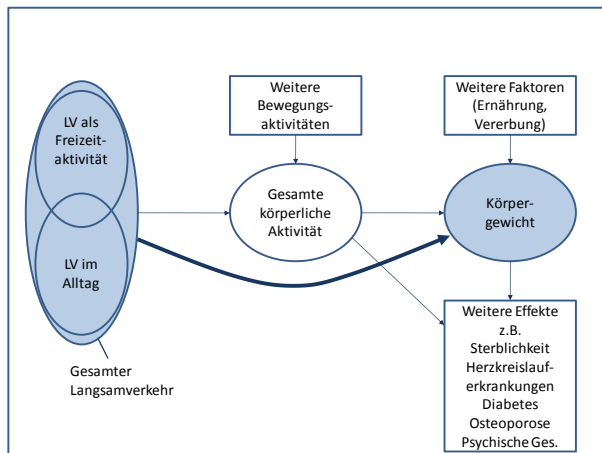 LV als
Freizeit-
aktivität
LV im
Alltag
Gesamter
Langsamverkehr
Weitere
Bewegungs-
aktivitäten
Gesamte
körperliche
Aktivität
Weitere Faktoren
(Ernährung,
Vererbung)
Körper-
gewicht
Weitere Effekte
z.B.
Sterblichkeit
Herzkreislauf-
erkrankungen
Diabetes
Osteoporose
Psychische Ges.